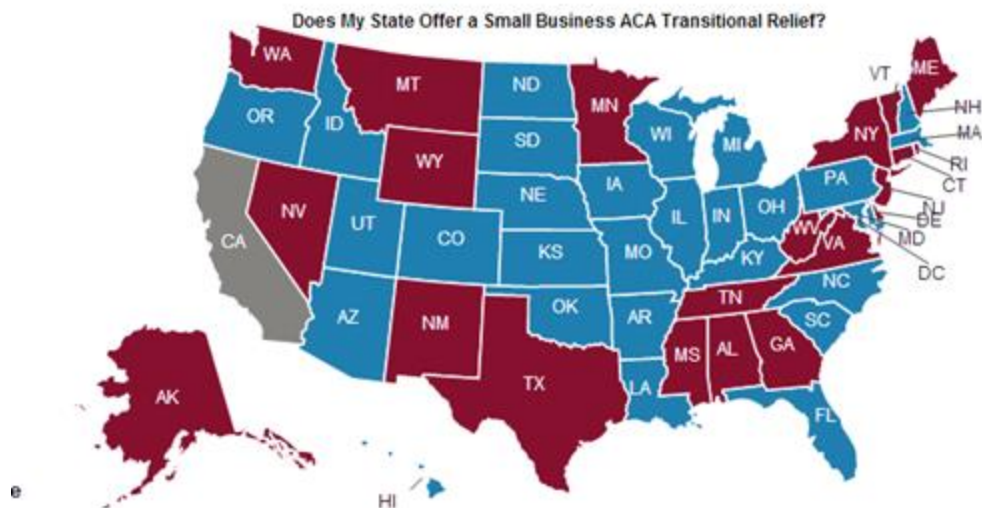 Does My State Offer a Small Business ACA Transitional Relief?
WA
MT
ND
MN
VT
ME
OR
ID
SD
WI
MI
NY
NH
MA
WY
RI
CT
NV
NE
IA
PA
NJ
CA
UT
CO
IL
IN
OH
DE
WV
VA
MD
KS
MO
KY
DC
AZ
NM
OK
AR
TN
NC
SC
MS
AL
GA
TX
LA
AK
FL
HI
e